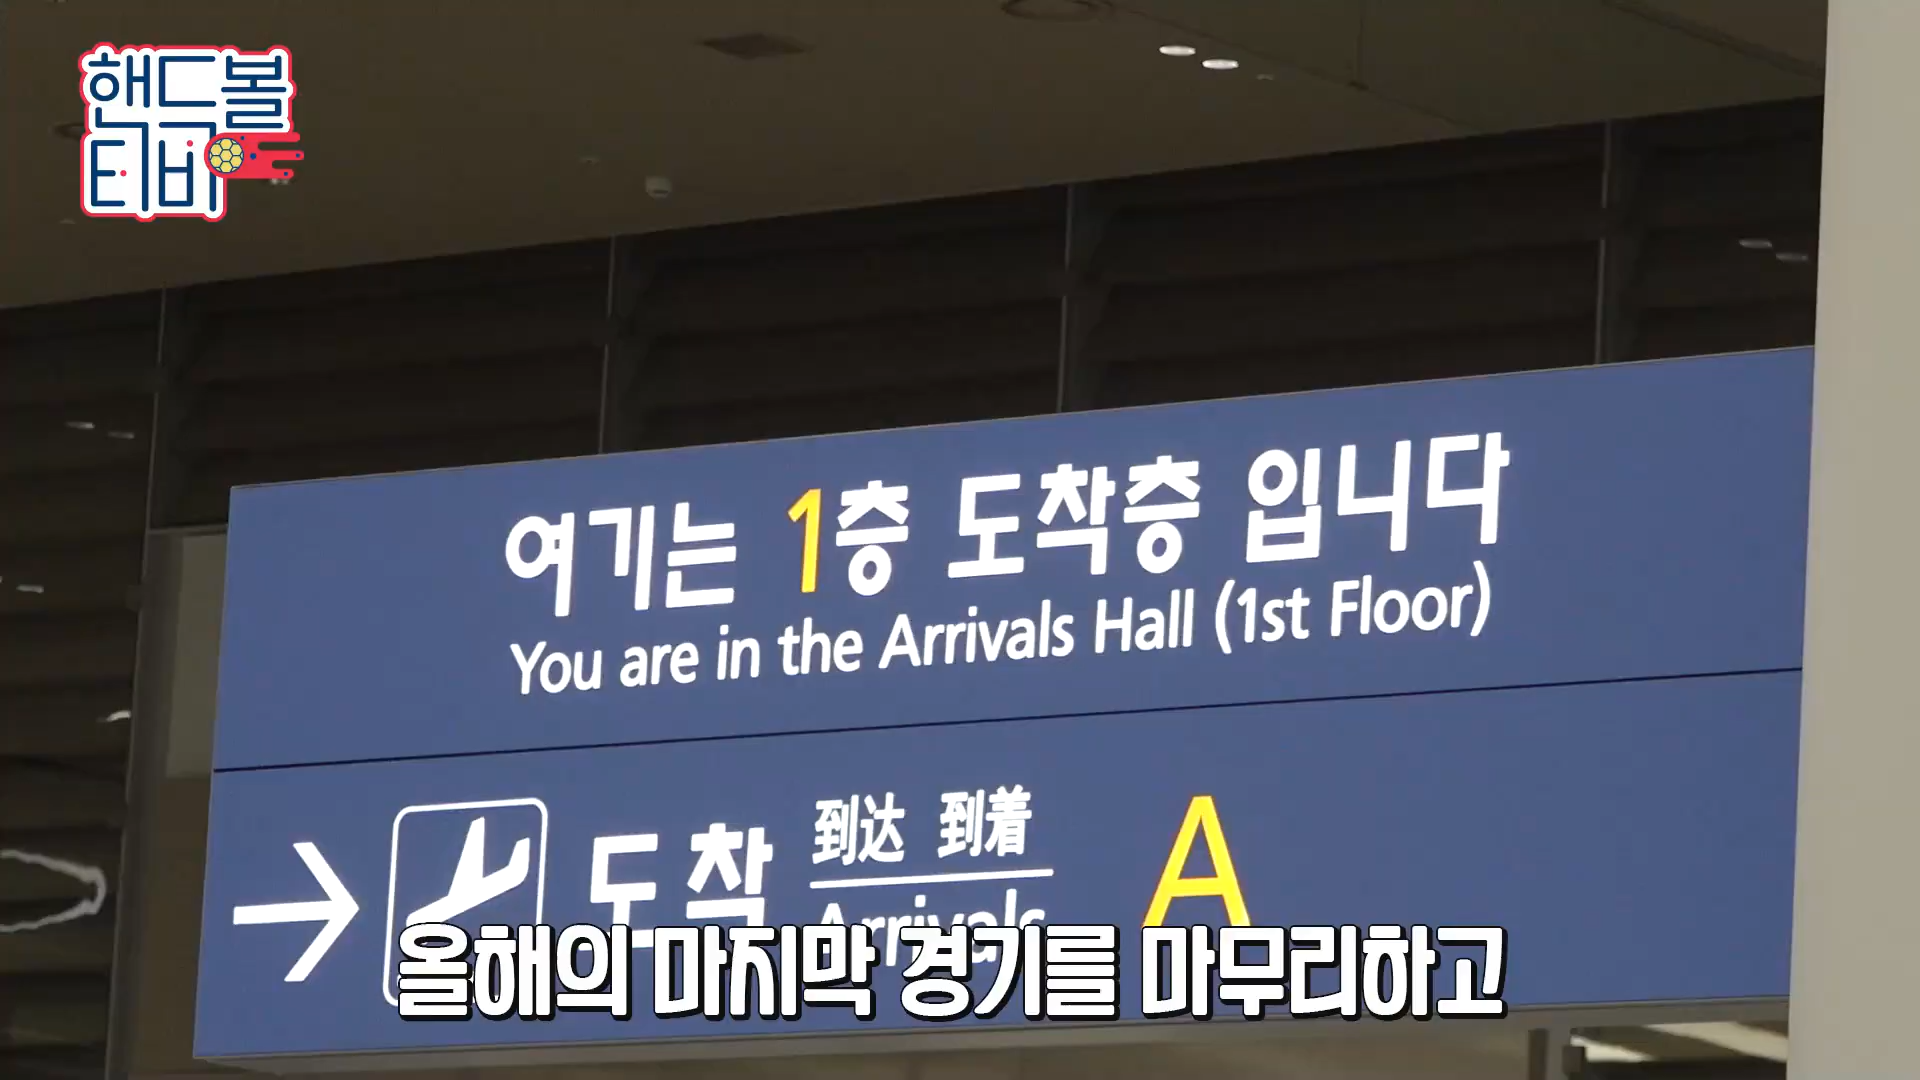 핸드볼
티비
여기는 1층 도착층 입니다
You are in the Arrivals Hall (1st Floor)
도착 到达 到着 A
Arrivals
올해의 마지막 경기를 마무리하고